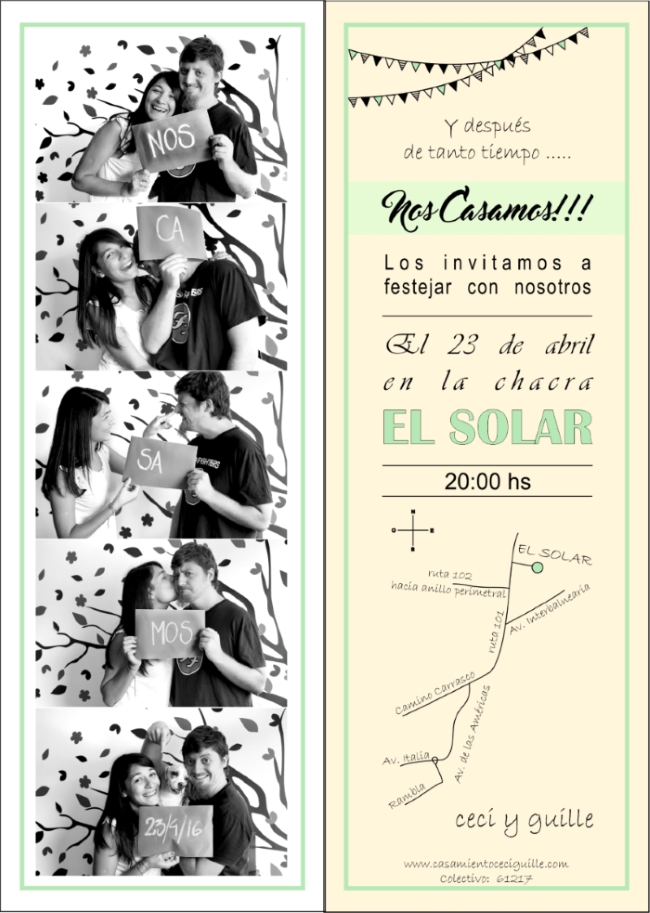 NOS
CA
SA
MOS
23/4/16
Y después
de tanto tiempo .....
Nos Casamos!!!
Los invitamos a
festejar con nosotros
El 23 de abril
en la chacra
EL SOLAR
20:00 hs
EL SOLAR
ruta 102
hacia anillo perimetral
Av. Interbalnearia
ruta 101
Camino Carrasco
Av. de las Américas
Av. Italia
Rambla
ceci y guille
www.casamientoceciguille.com
Colectivo: 61217